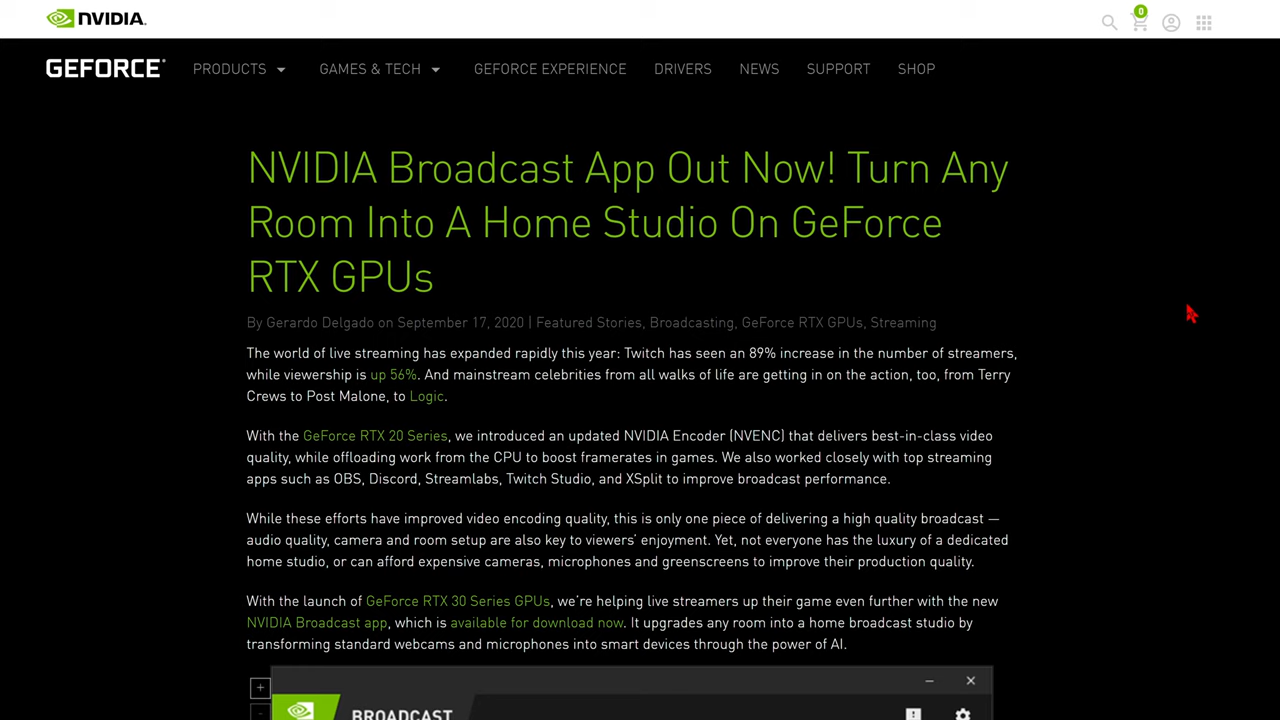 NVIDIA.
0
GEFORCE
PRODUCTS
GAMES & TECH
GEFORCE EXPERIENCE
DRIVERS
NEWS
SUPPORT
SHOP
NVIDIA Broadcast App Out Now! Turn Any
Room Into A Home Studio On GeForce
RTX GPUs
By Gerardo Delgado on September 17, 2020 | Featured Stories, Broadcasting, GeForce RTX GPUs, Streaming
The world of live streaming has expanded rapidly this year: Twitch has seen an 89% increase in the number of streamers,
while viewership is up 56%. And mainstream celebrities from all walks of life are getting in on the action, too, from Terry
Crews to Post Malone, to Logic.
With the GeForce RTX 20 Series, we introduced an updated NVIDIA Encoder (NVENC) that delivers best-in-class video
quality, while offloading work from the CPU to boost framerates in games. We also worked closely with top streaming
apps such as OBS, Discord, Streamlabs, Twitch Studio, and XSplit to improve broadcast performance.
While these efforts have improved video encoding quality, this is only one piece of delivering a high quality broadcast —
audio quality, camera and room setup are also key to viewers’ enjoyment. Yet, not everyone has the luxury of a dedicated
home studio, or can afford expensive cameras, microphones and greenscreens to improve their production quality.
With the launch of GeForce RTX 30 Series GPUs, we’re helping live streamers up their game even further with the new
NVIDIA Broadcast app, which is available for download now. It upgrades any room into a home broadcast studio by
transforming standard webcams and microphones into smart devices through the power of AI.
BROADCAST